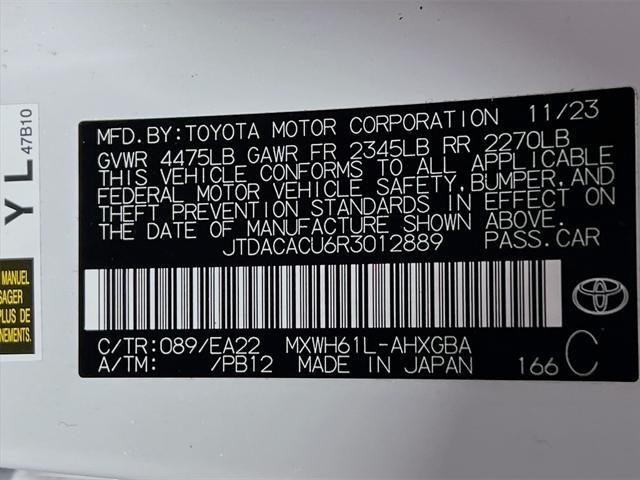 MFD.BY:TOYOTA MOTOR CORPORATION 11/23
GVWR 4475LB GAWR FR 2345LB RR 2270LB
THIS VEHICLE CONFORMS TO ALL APPLICABLE
FEDERAL MOTOR VEHICLE SAFETY,BUMPER,AND
THEFT PREVENTION STANDARDS IN EFFECT ON
THE DATE OF MANUFACTURE SHOWN ABOVE.
JTDACACU6R3012889 PASS.CAR
C/TR:089/EA22 MXWH61L-AHXGBA
A/TM: /PB12 MADE IN JAPAN 166 C
YL
47B10
MANUEL
SAGER
PLUS DE
NEMENTS.